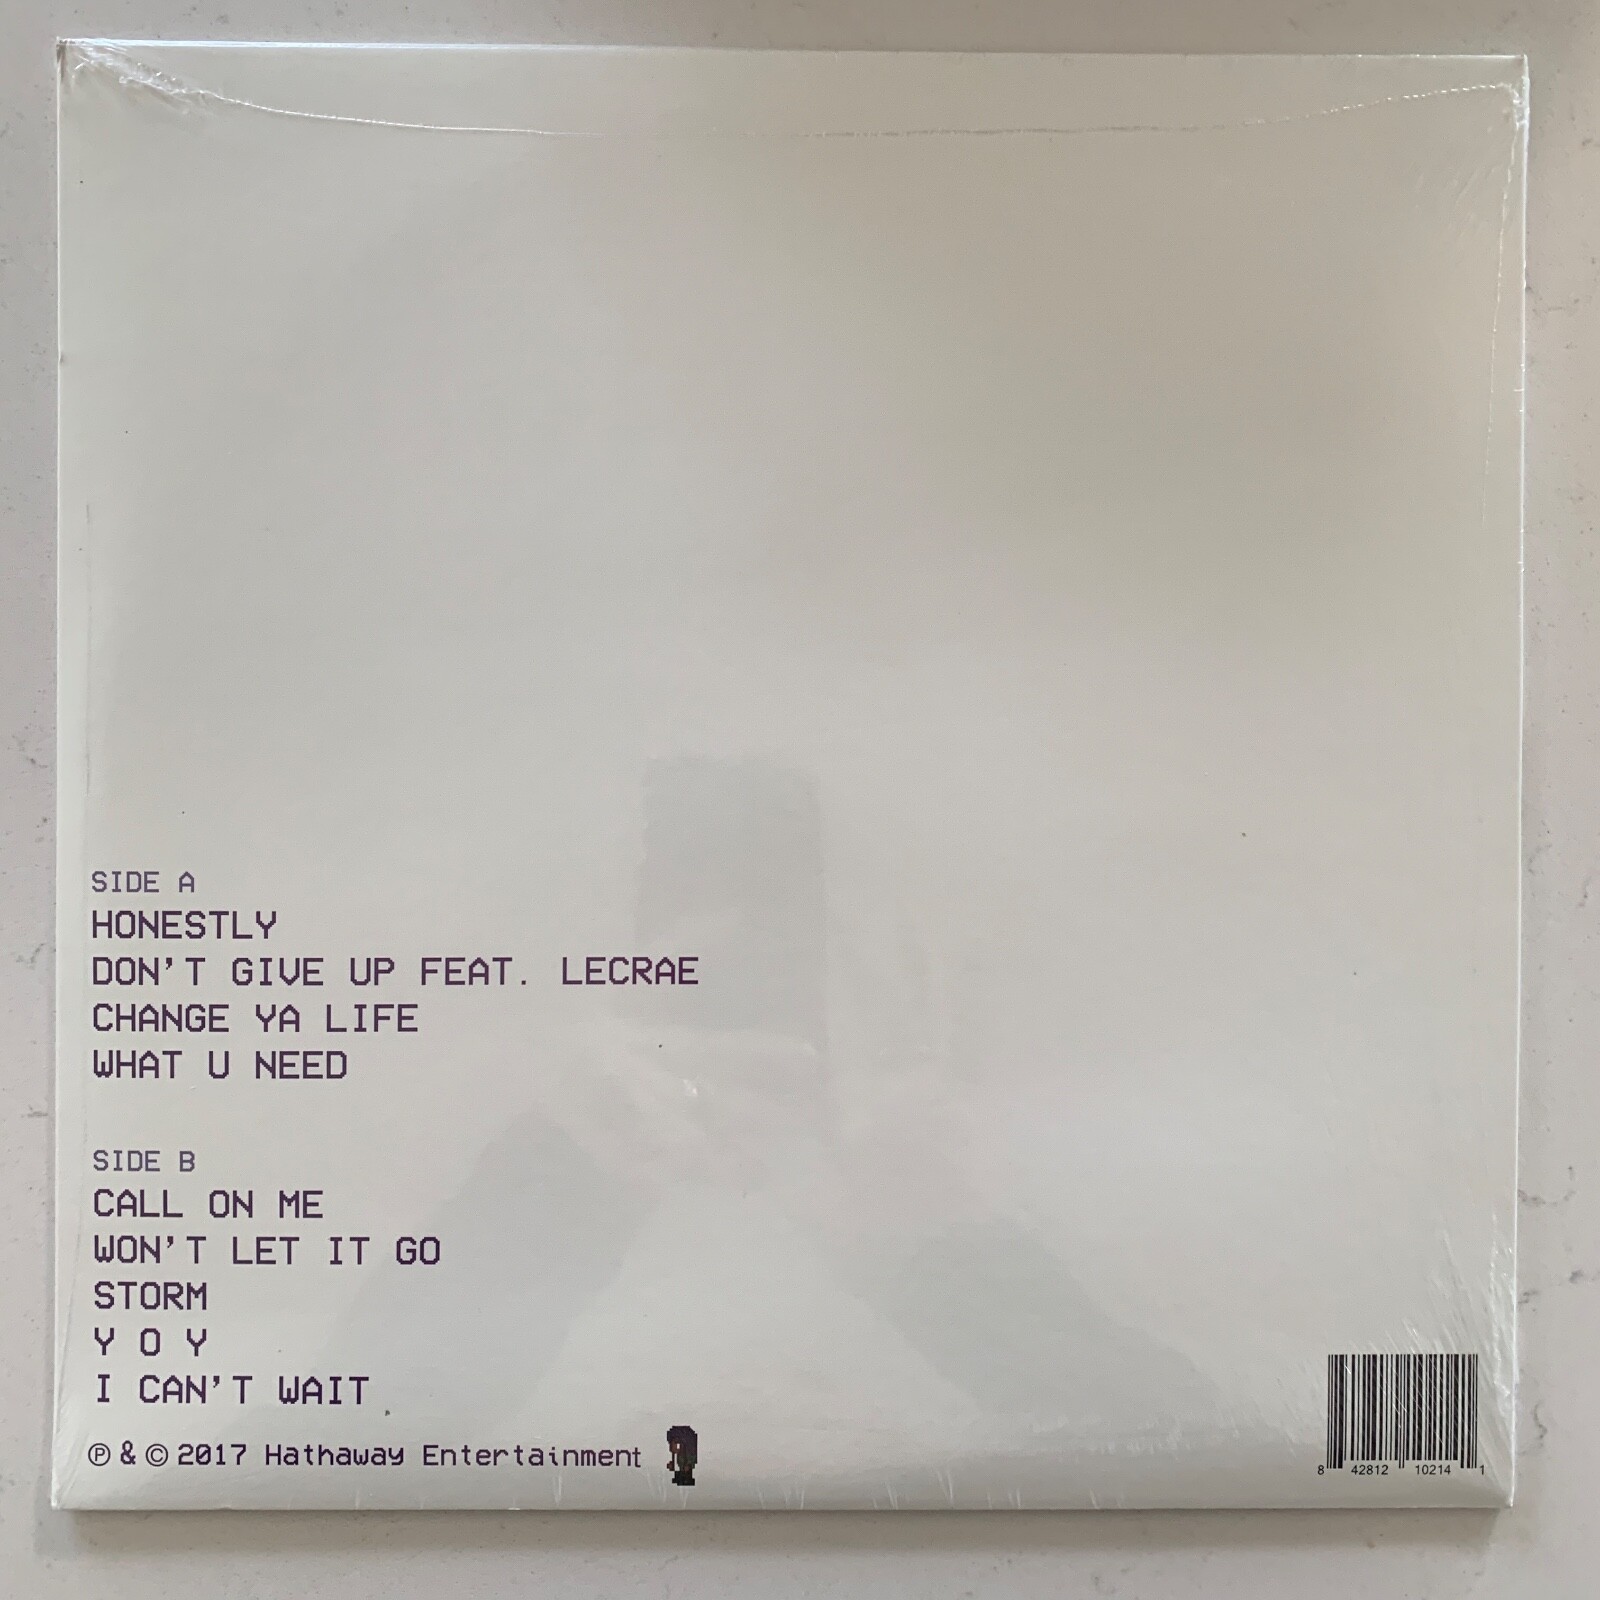 SIDE A
HONESTLY
DON'T GIVE UP FEAT. LECRAE
CHANGE YA LIFE
WHAT U NEED
SIDE B
CALL ON ME
WON'T LET IT GO
STORM
Y O Y
I CAN'T WAIT
℗ & © 2017 Hathaway Entertainment
8 42812 10214 1